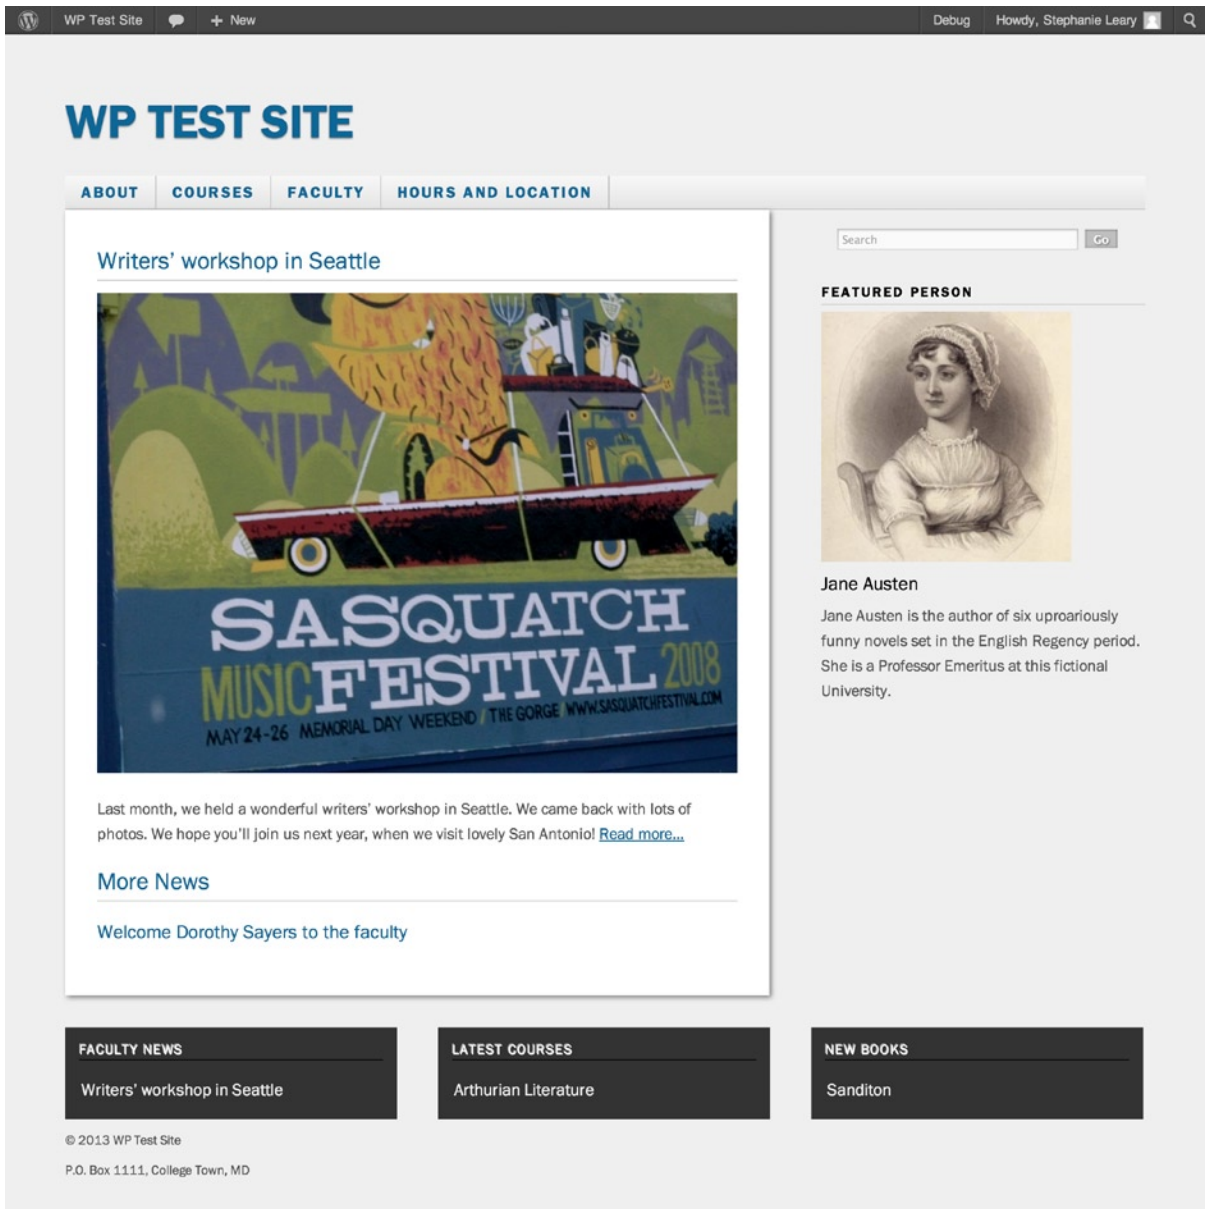 WP Test Site
+ New
Debug
Howdy, Stephanie Leary
WP TEST SITE
ABOUT
COURSES
FACULTY
HOURS AND LOCATION
Search
Go
Writers’ workshop in Seattle
SASQUATCH
MUSIC FESTIVAL 2008
MAY 24-26 MEMORIAL DAY WEEKEND / THE GORGE / WWW.SASQUATCHFESTIVAL.COM
Last month, we held a wonderful writers’ workshop in Seattle. We came back with lots of
photos. We hope you’ll join us next year, when we visit lovely San Antonio! Read more...
More News
Welcome Dorothy Sayers to the faculty
FEATURED PERSON
Jane Austen
Jane Austen is the author of six uproariously
funny novels set in the English Regency period.
She is a Professor Emeritus at this fictional
University.
FACULTY NEWS
Writers’ workshop in Seattle
LATEST COURSES
Arthurian Literature
NEW BOOKS
Sanditon
© 2013 WP Test Site
P.O. Box 1111, College Town, MD